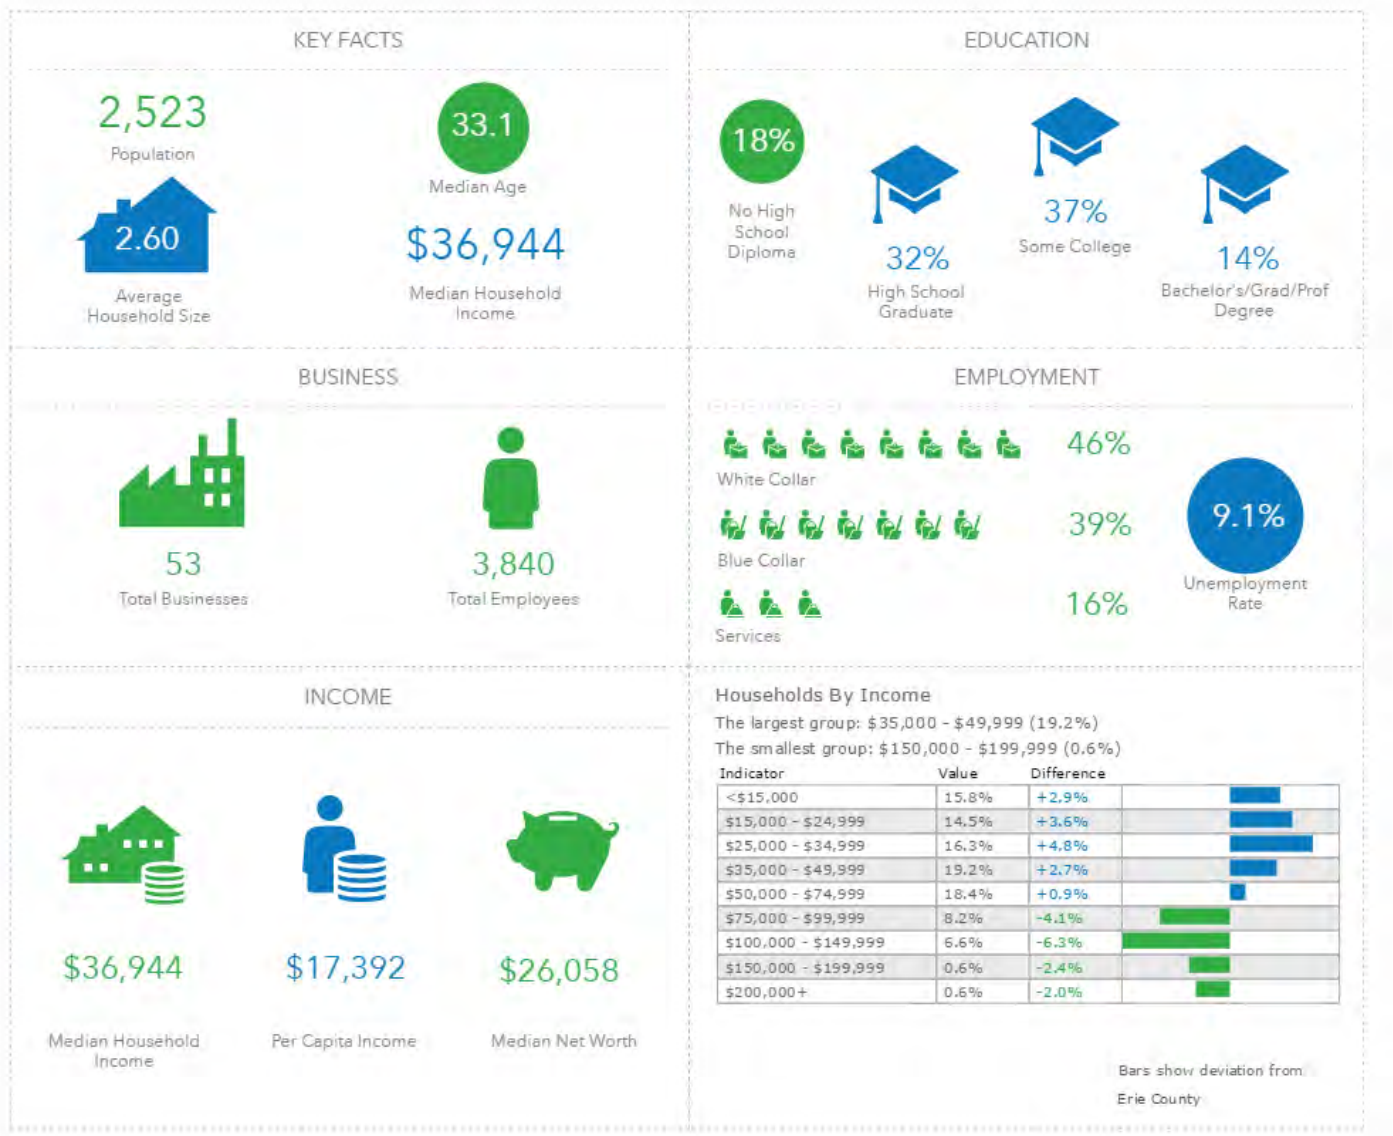 KEY FACTS
2,523
Population
33.1
Median Age
2.60
Average
Household Size
$36,944
Median Household
Income
EDUCATION
18%
No High
School
Diploma
32%
High School
Graduate
37%
Some College
14%
Bachelor's/Grad/Prof
Degree
BUSINESS
53
Total Businesses
3,840
Total Employees
EMPLOYMENT
46%
White Collar
39%
Blue Collar
16%
Services
9.1%
Unemployment
Rate
INCOME
$36,944
Median Household
Income
$17,392
Per Capita Income
$26,058
Median Net Worth
Households By Income
The largest group: $35,000 - $49,999 (19.2%)
The smallest group: $150,000 - $199,999 (0.6%)
Indicator Value Difference
<$15,000 15.8% +2.9%
$15,000 - $24,999 14.5% +3.6%
$25,000 - $34,999 16.3% +4.8%
$35,000 - $49,999 19.2% +2.7%
$50,000 - $74,999 18.4% +0.9%
$75,000 - $99,999 8.2% -4.1%
$100,000 - $149,999 6.6% -6.3%
$150,000 - $199,999 0.6% -2.4%
$200,000+ 0.6% -2.0%
Bars show deviation from
Erie County